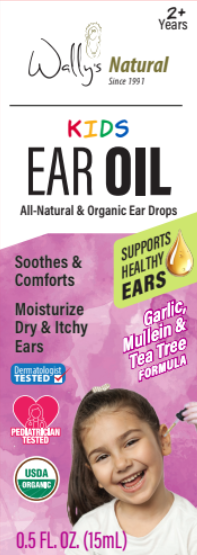 2+
Years
Wally's Natural
Since 1991
KIDS
EAR OIL
All-Natural & Organic Ear Drops
SUPPORTS
HEALTHY
EARS
Soothes &
Comforts
Moisturize
Dry & Itchy
Ears
Garlic,
Mullein &
Tea Tree
FORMULA
Dermatologist
TESTED
PEDIATRICIAN
TESTED
USDA
ORGANIC
0.5 FL. OZ. (15mL)